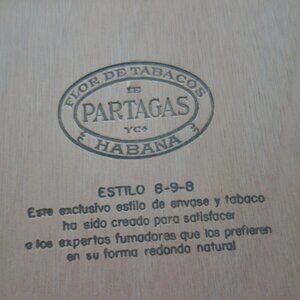 FLOR DE TABACOS
DE
PARTAGAS
Y Cª
HABANA
ESTILO 8-9-8
Este exclusivo estilo de envase y tabaco
ha sido creado para satisfacer
a los expertos fumadores que los prefieren
en su forma redonda natural